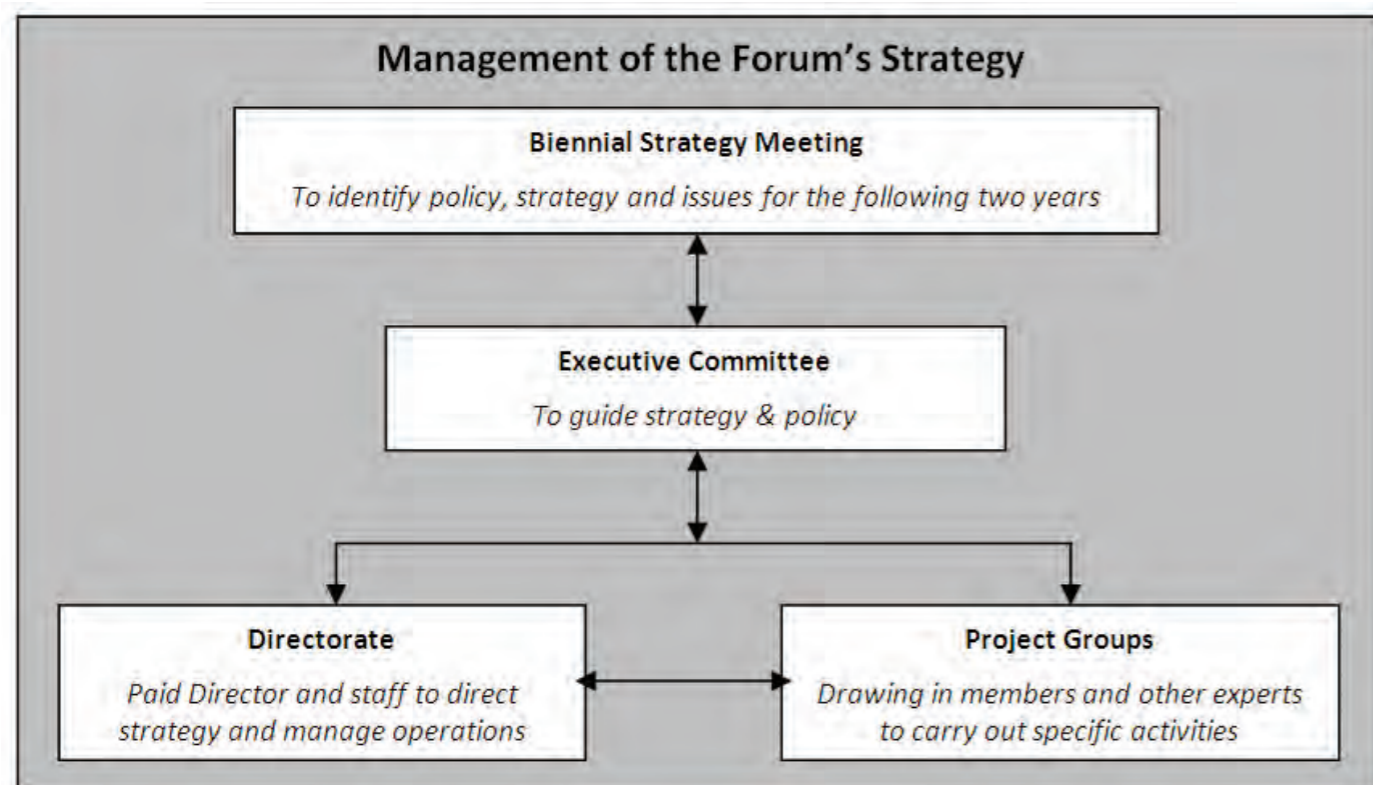 Management of the Forum's Strategy
Biennial Strategy Meeting
To identify policy, strategy and issues for the following two years
Executive Committee
To guide strategy & policy
Directorate
Paid Director and staff to direct
strategy and manage operations
Project Groups
Drawing in members and other experts
to carry out specific activities